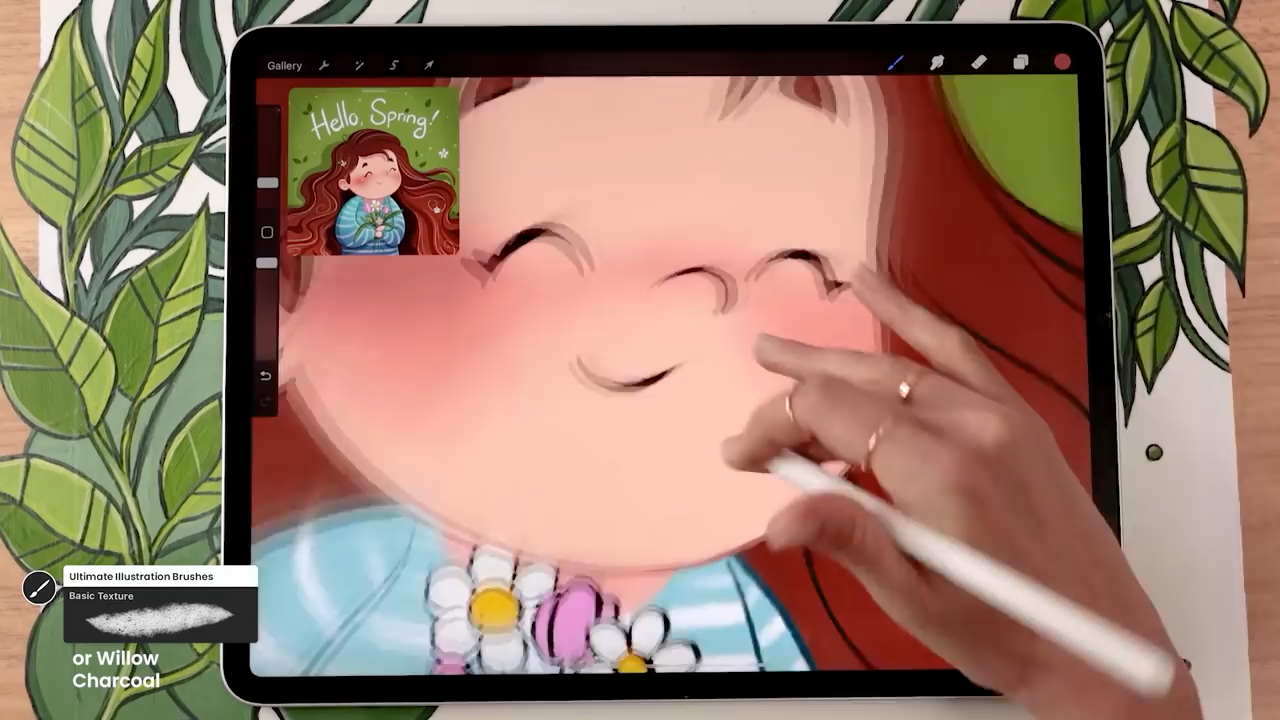 Gallery
Hello, Spring!
Ultimate Illustration Brushes
Basic Texture
or Willow
Charcoal